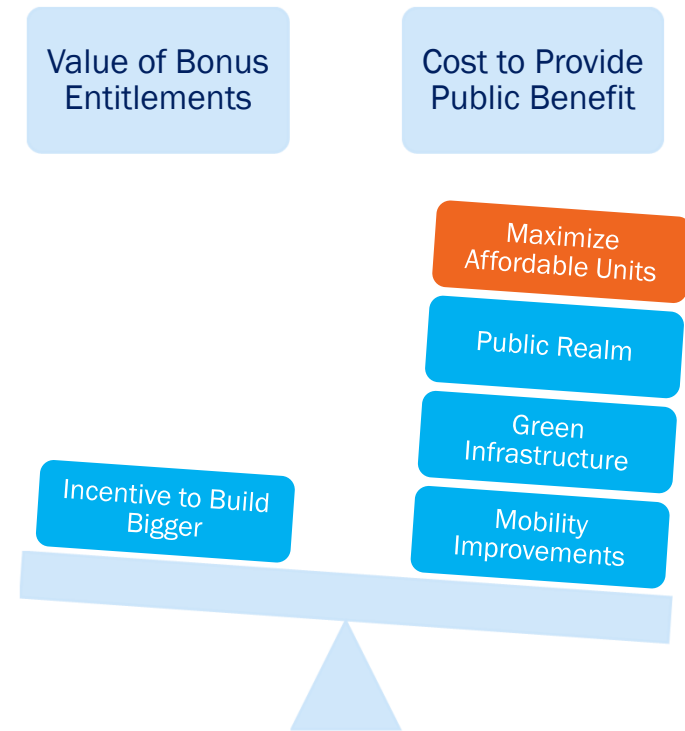 Value of Bonus
Entitlements
Cost to Provide
Public Benefit
Maximize
Affordable Units
Public Realm
Green
Infrastructure
Mobility
Improvements
Incentive to Build
Bigger